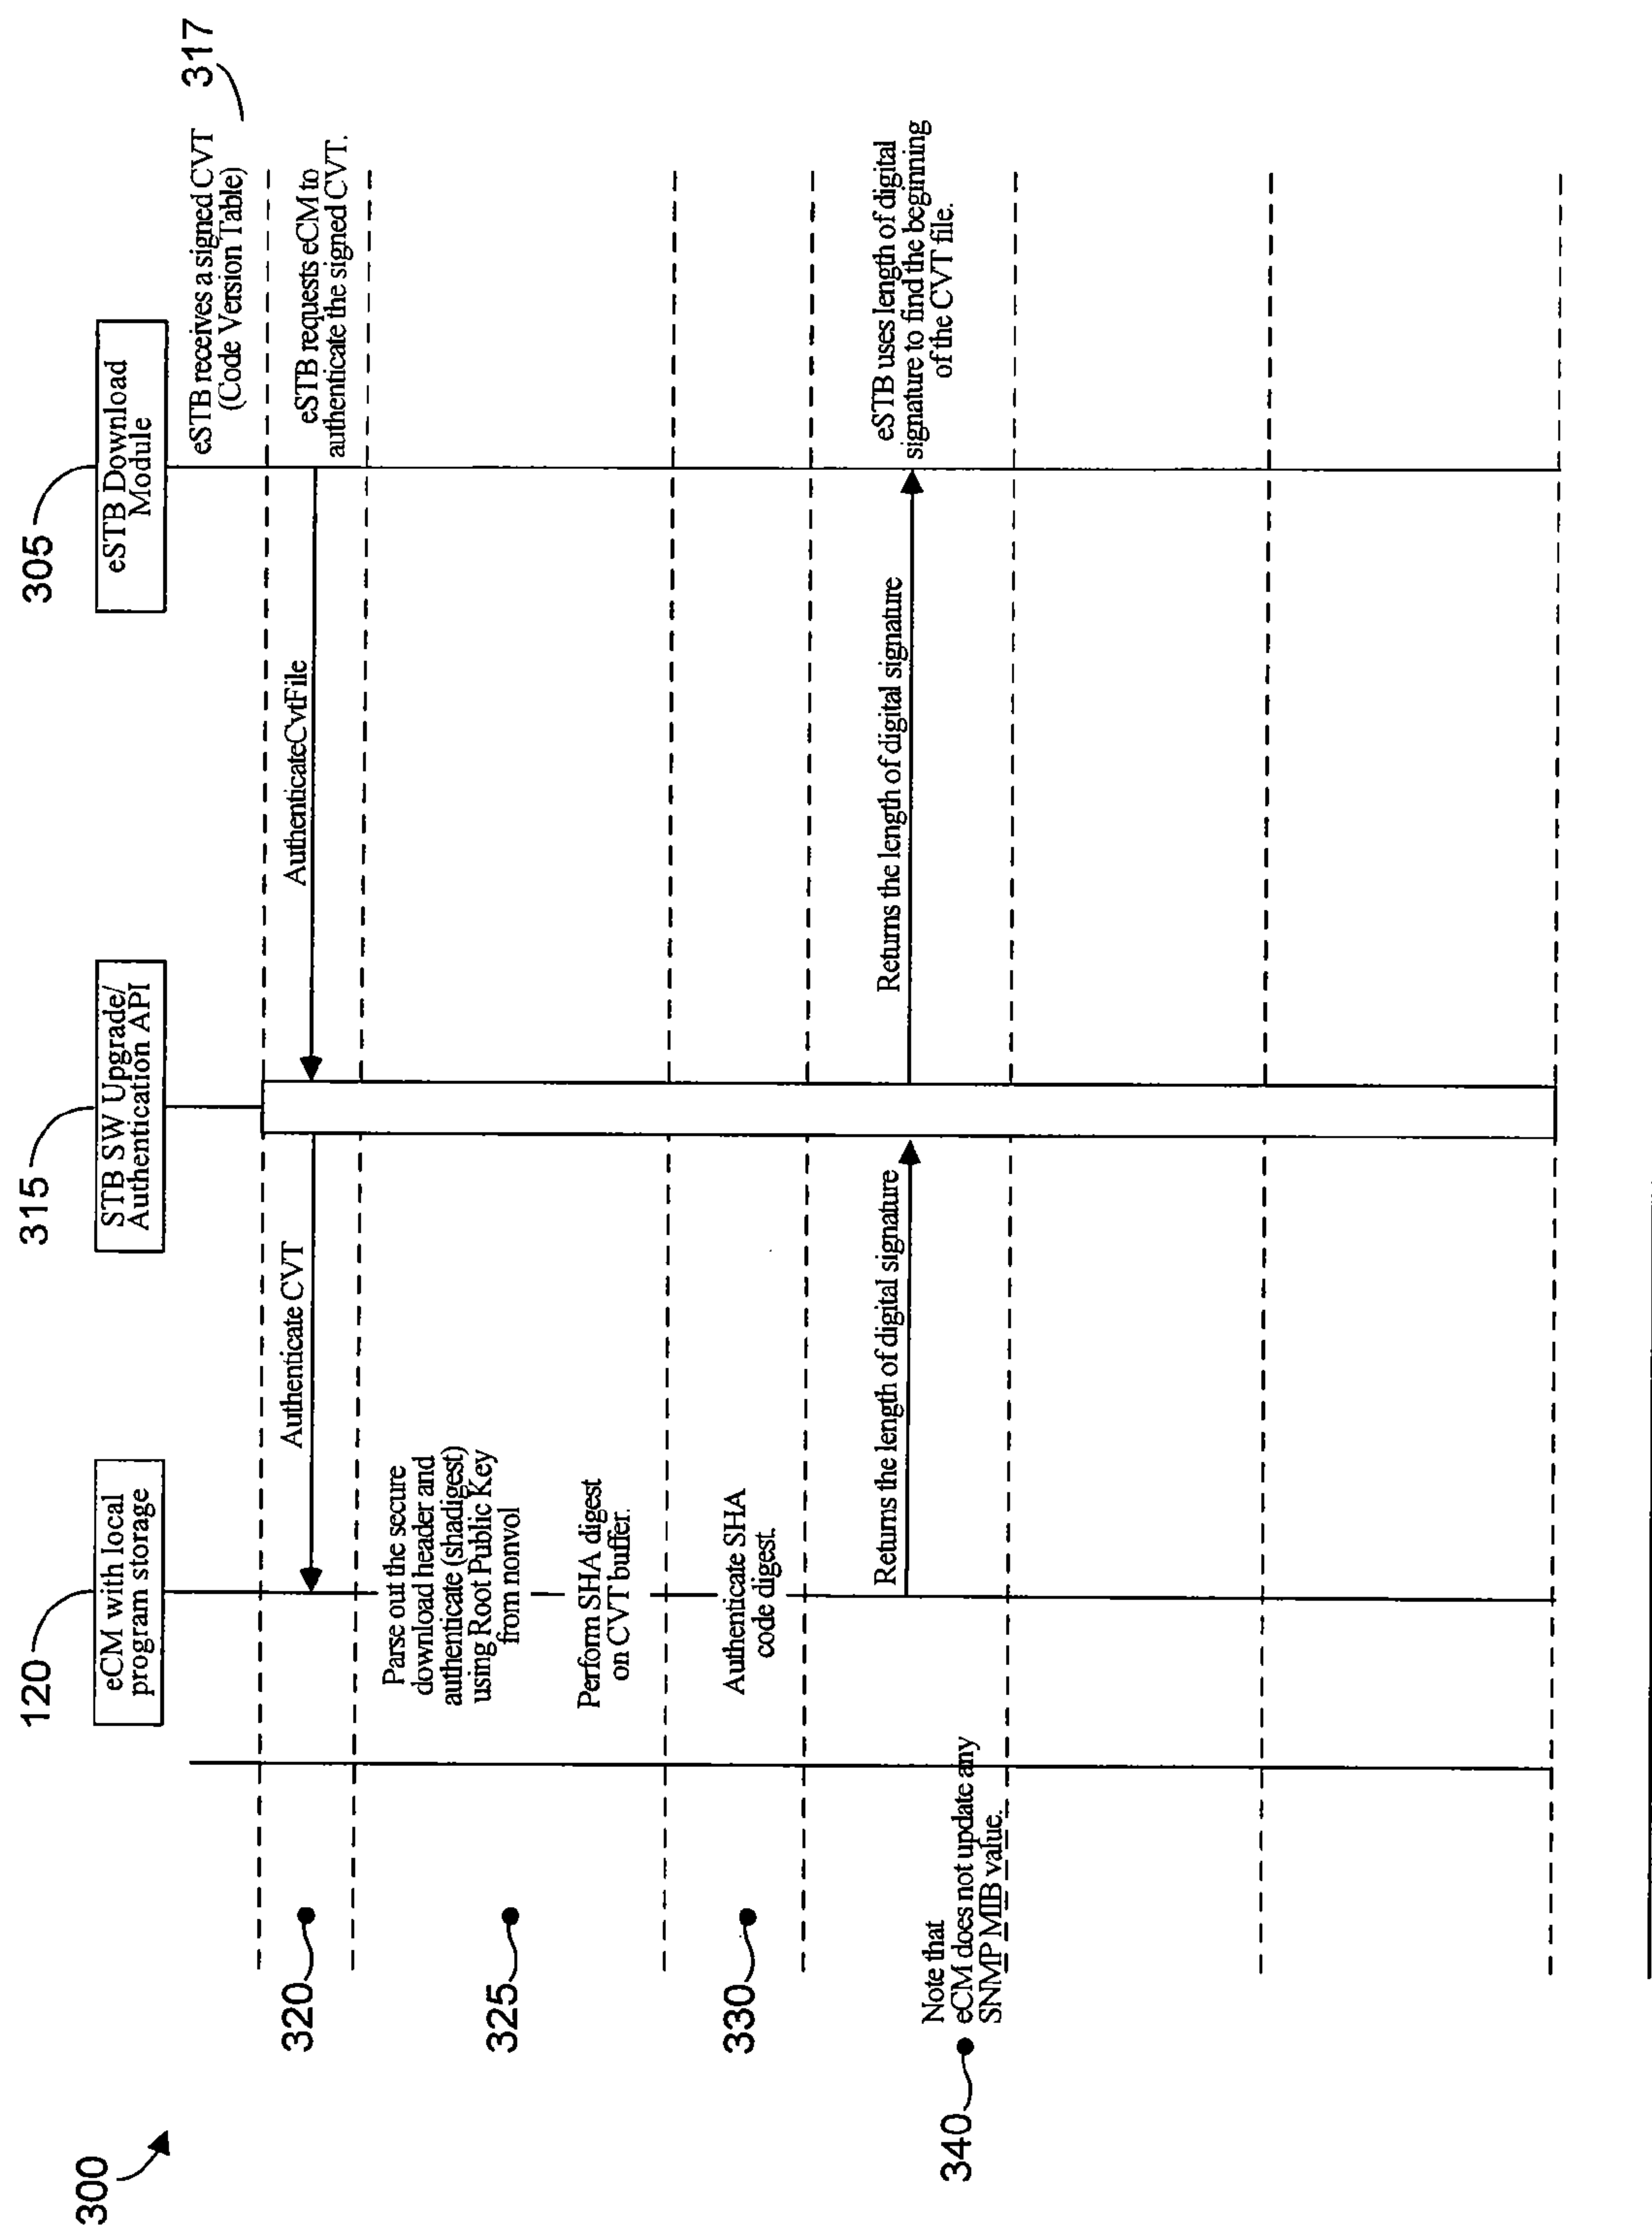 300
120
eCM with local
program storage
315
STB SW Upgrade/
Authentication API
305
eSTB Download
Module
eSTB receives a signed CVT
(Code Version Table)
317
320
Authenticate CVT
AuthenticateCvtFile
eSTB requests eCM to
authenticate the signed CVT.
325
Parse out the secure
download header and
authenticate (shadigest)
using Root Public Key
from nonvol
Perform SHA digest
on CVT buffer.
330
Authenticate SHA
code digest.
340
Note that
eCM does not update any
SNMP MIB value.
Returns the length of digital signature
Returns the length of digital signature
eSTB uses length of digital
signature to find the beginning
of the CVT file.